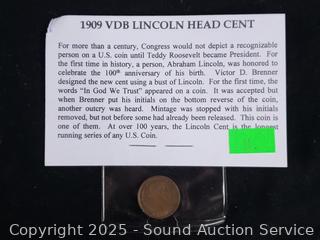 1909 VDB LINCOLN HEAD CENT
For more than a century, Congress would not depict a recognizable
person on a U.S. coin until Teddy Roosevelt became President. For
the first time in history, a person, Abraham Lincoln, was honored to
celebrate the 100th anniversary of his birth. Victor D. Brenner
designed the new cent using a bust of Lincoln. For the first time, the
words “In God We Trust” appeared on a coin. It was accepted but
when Brenner put his initials on the bottom reverse of the coin,
another outcry was heard. Mintage was stopped with his initials
removed, but not before some had already been released. This coin is
one of them. At over 100 years, the Lincoln Cent is the longest
running series of any U.S. Coin.
Copyright 2025 - Sound Auction Service